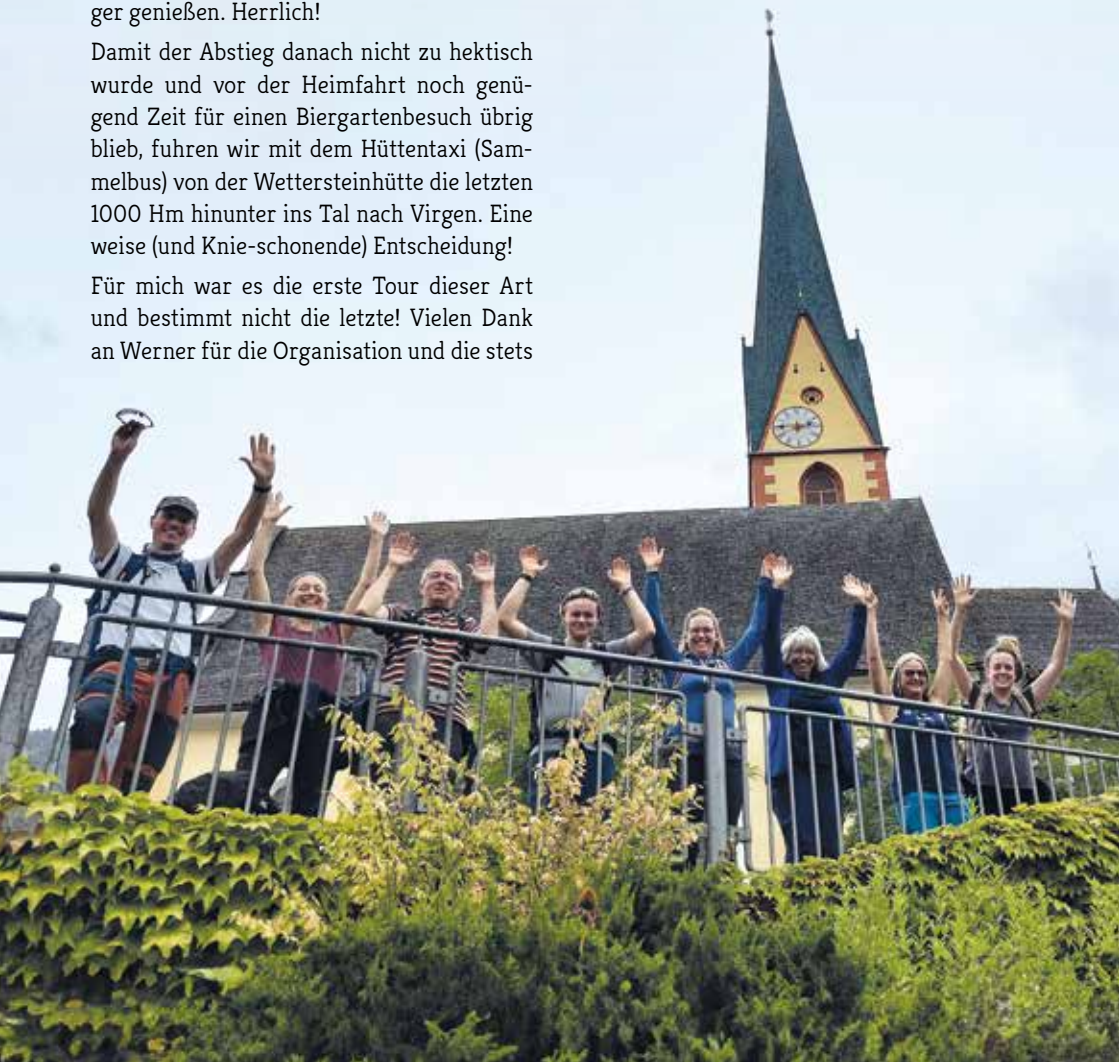 ger genießen. Herrlich!
Damit der Abstieg danach nicht zu hektisch
wurde und vor der Heimfahrt noch genü-
gend Zeit für einen Biergartenbesuch übrig
blieb, fuhren wir mit dem Hüttentaxi (Sam-
melbus) von der Wettersteinhütte die letzten
1000 Hm hinunter ins Tal nach Virgen. Eine
weise (und Knie-schonende) Entscheidung!
Für mich war es die erste Tour dieser Art
und bestimmt nicht die letzte! Vielen Dank
an Werner für die Organisation und die stets